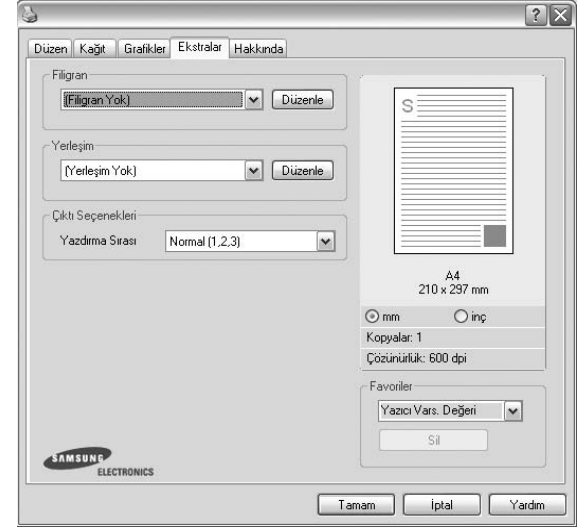 Düzen Kağıt Grafikler Ekstralar Hakkında
Filigran
(Filigran Yok) Düzenle
Yerleşim
(Yerleşim Yok) Düzenle
Çıktı Seçenekleri
Yazdırma Sırası Normal (1,2,3)
S
A4
210 x 297 mm
mm inç
Kopyalar: 1
Çözünürlük: 600 dpi
Favoriler
Yazıcı Vars. Değeri
Sil
SAMSUNG
ELECTRONICS
Tamam İptal Yardım